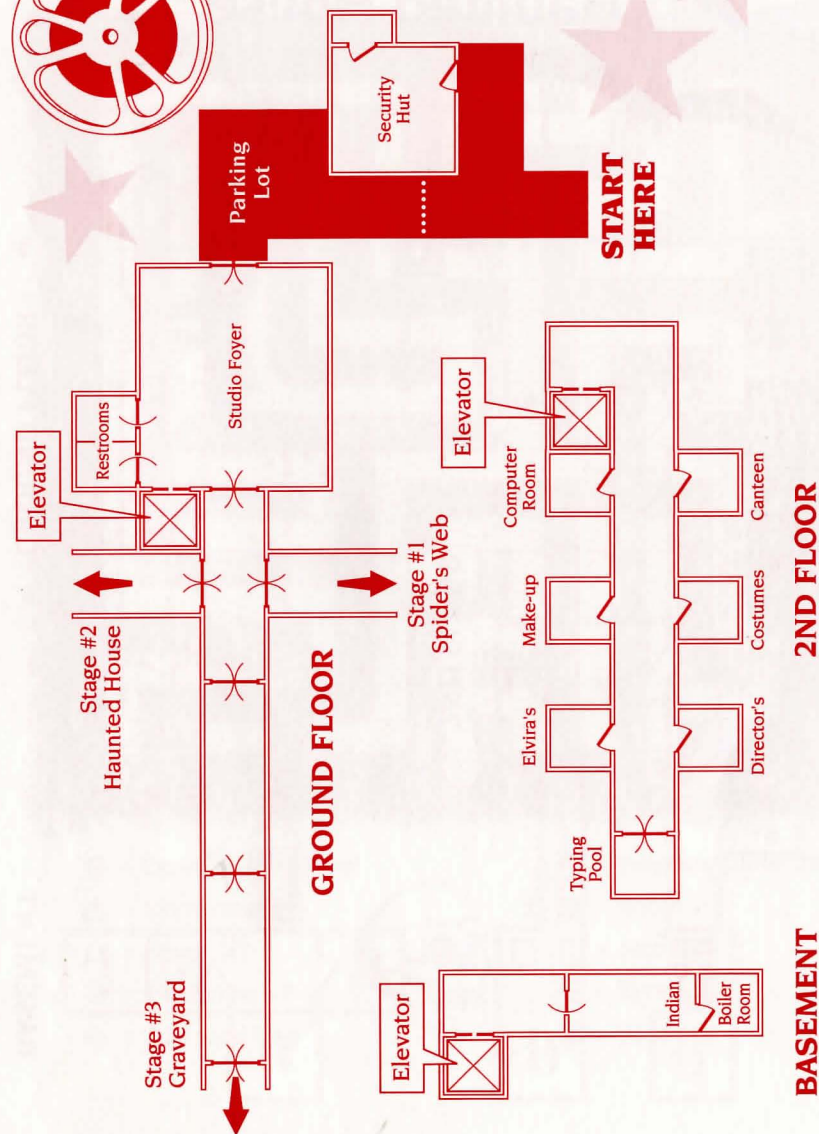 Elevator
Restrooms
Studio Foyer
Parking
Lot
Security
Hut
START
HERE
Stage #2
Haunted House
Stage #1
Spider's Web
Stage #3
Graveyard
GROUND FLOOR
Elevator
Computer
Room
Make-up
Elvira's
Typing
Pool
Director's
Costumes
Canteen
2ND FLOOR
Elevator
Indian
Boiler
Room
BASEMENT